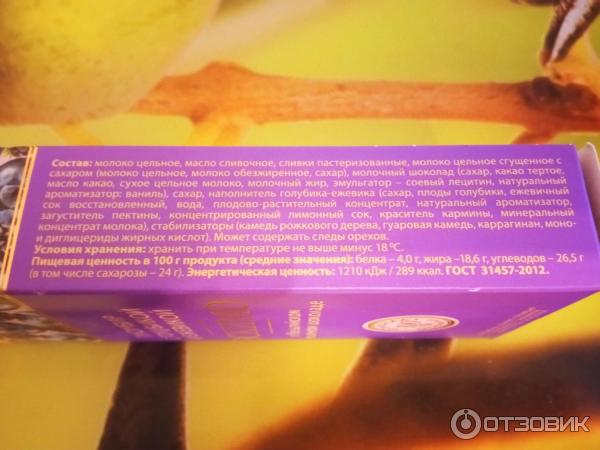 Состав: молоко цельное, масло сливочное, сливки пастеризованные, молоко цельное сгущенное с
сахаром (молоко цельное, молоко обезжиренное, сахар), молочный шоколад (сахар, какао тертое,
масло какао, сухое цельное молоко, молочный жир, эмульгатор – соевый лецитин, натуральный
ароматизатор: ваниль), сахар, наполнитель голубика-ежевика (сахар, плоды голубики, ежевичный
сок восстановленный, вода, плодово-растительный концентрат, натуральный ароматизатор,
загуститель пектины, концентрированный лимонный сок, краситель кармины, минеральный
концентрат молока), стабилизаторы (камедь рожкового дерева, гуаровая камедь, каррагинан, моно-
и диглицериды жирных кислот). Может содержать следы орехов.
Условия хранения: хранить при температуре не выше минус 18 °С.
Пищевая ценность в 100 г продукта (средние значения): белка – 4,0 г, жира –18,6 г, углеводов – 26,5 г
(в том числе сахарозы – 24 г). Энергетическая ценность: 1210 кДж / 289 ккал. ГОСТ 31457-2012.
шоколаде
ОТЗОВИК